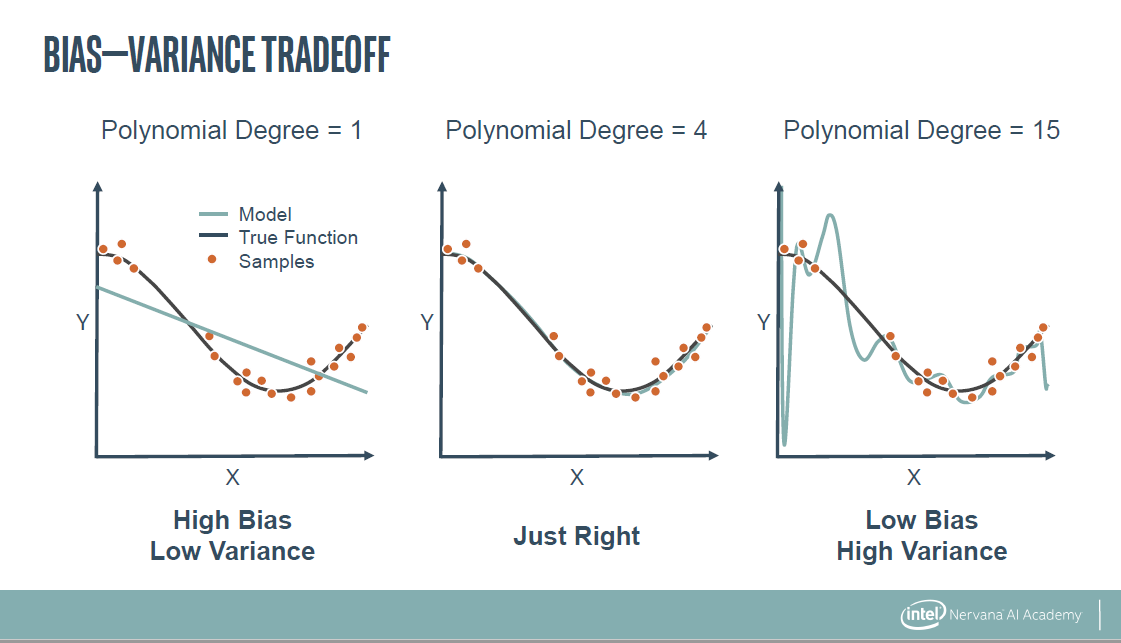 BIAS—VARIANCE TRADEOFF
Polynomial Degree = 1
Polynomial Degree = 4
Polynomial Degree = 15
Model
True Function
Samples
Y
Y
Y
X
X
X
High Bias
Low Variance
Just Right
Low Bias
High Variance
intel Nervana™ AI Academy